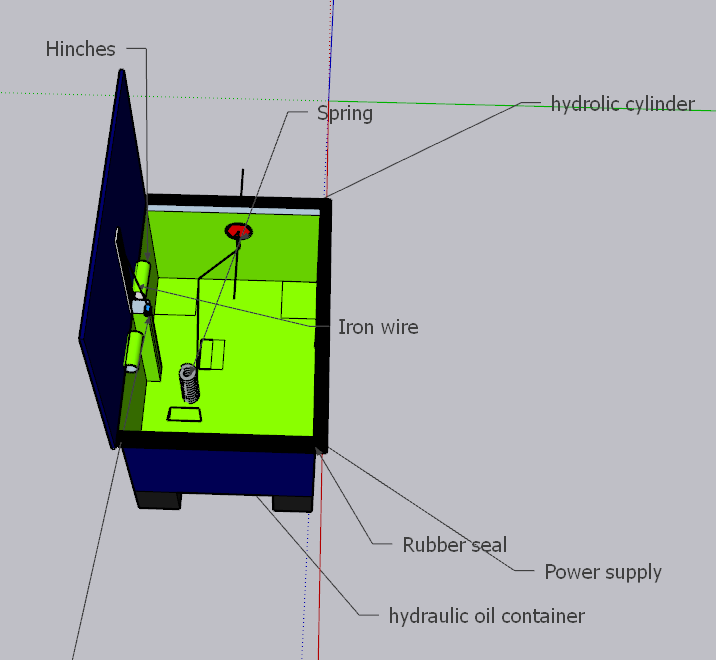 Hinches
Spring
hydrolic cylinder
Iron wire
Rubber seal
Power supply
hydraulic oil container